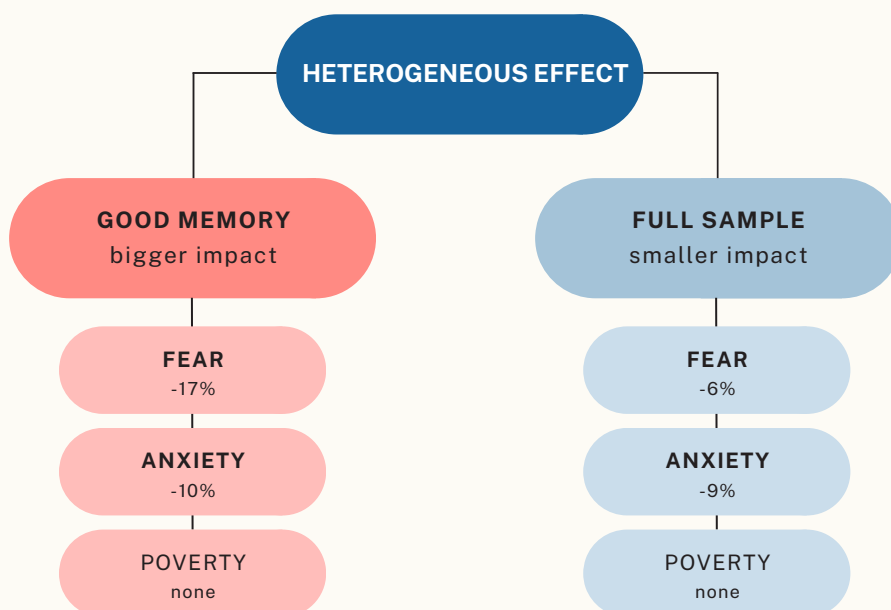 HETEROGENEOUS EFFECT
GOOD MEMORY
bigger impact
FEAR
-17%
ANXIETY
-10%
POVERTY
none
FULL SAMPLE
smaller impact
FEAR
-6%
ANXIETY
-9%
POVERTY
none